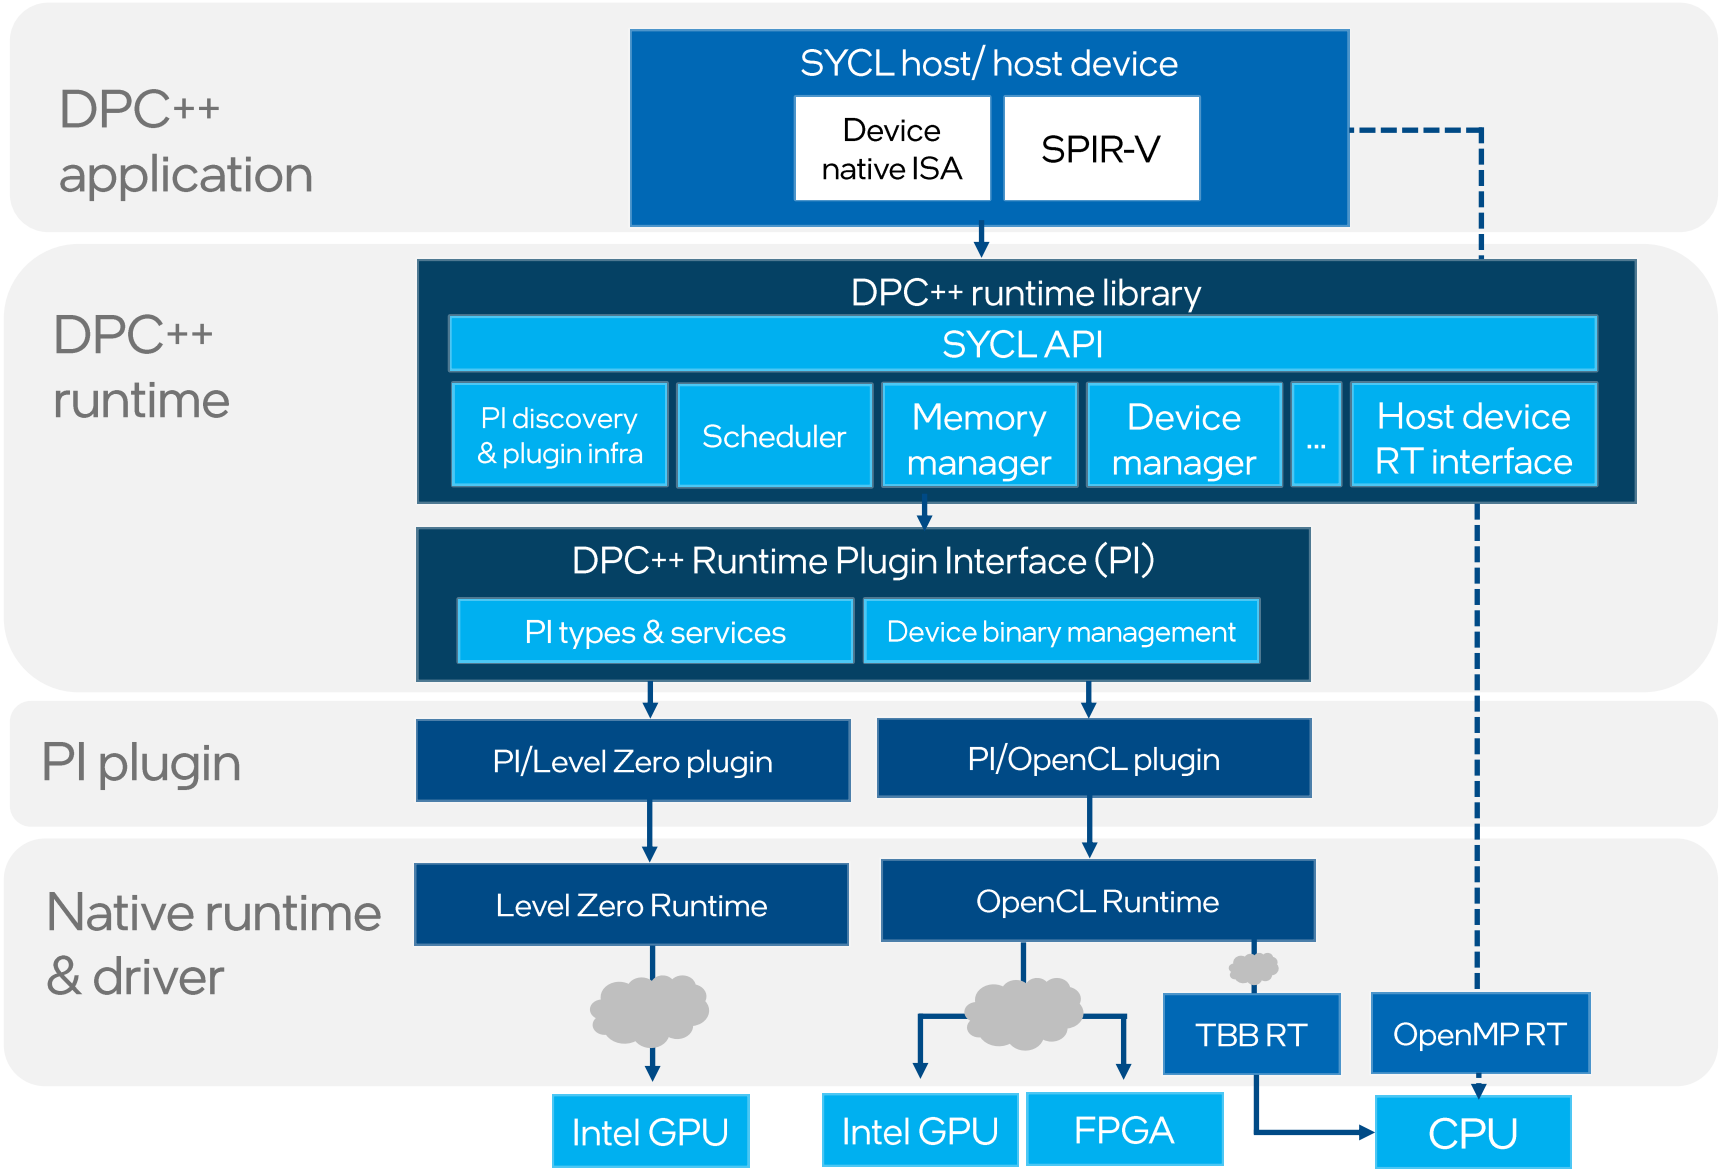 DPC++
application
SYCL host/ host device
Device
native ISA
SPIR-V
DPC++
runtime
DPC++ runtime library
SYCL API
PI discovery
& plugin infra
Scheduler
Memory
manager
Device
manager
...
Host device
RT interface
DPC++ Runtime Plugin Interface (PI)
PI types & services
Device binary management
PI plugin
PI/Level Zero plugin
PI/OpenCL plugin
Native runtime
& driver
Level Zero Runtime
OpenCL Runtime
TBB RT
OpenMP RT
Intel GPU
Intel GPU
FPGA
CPU